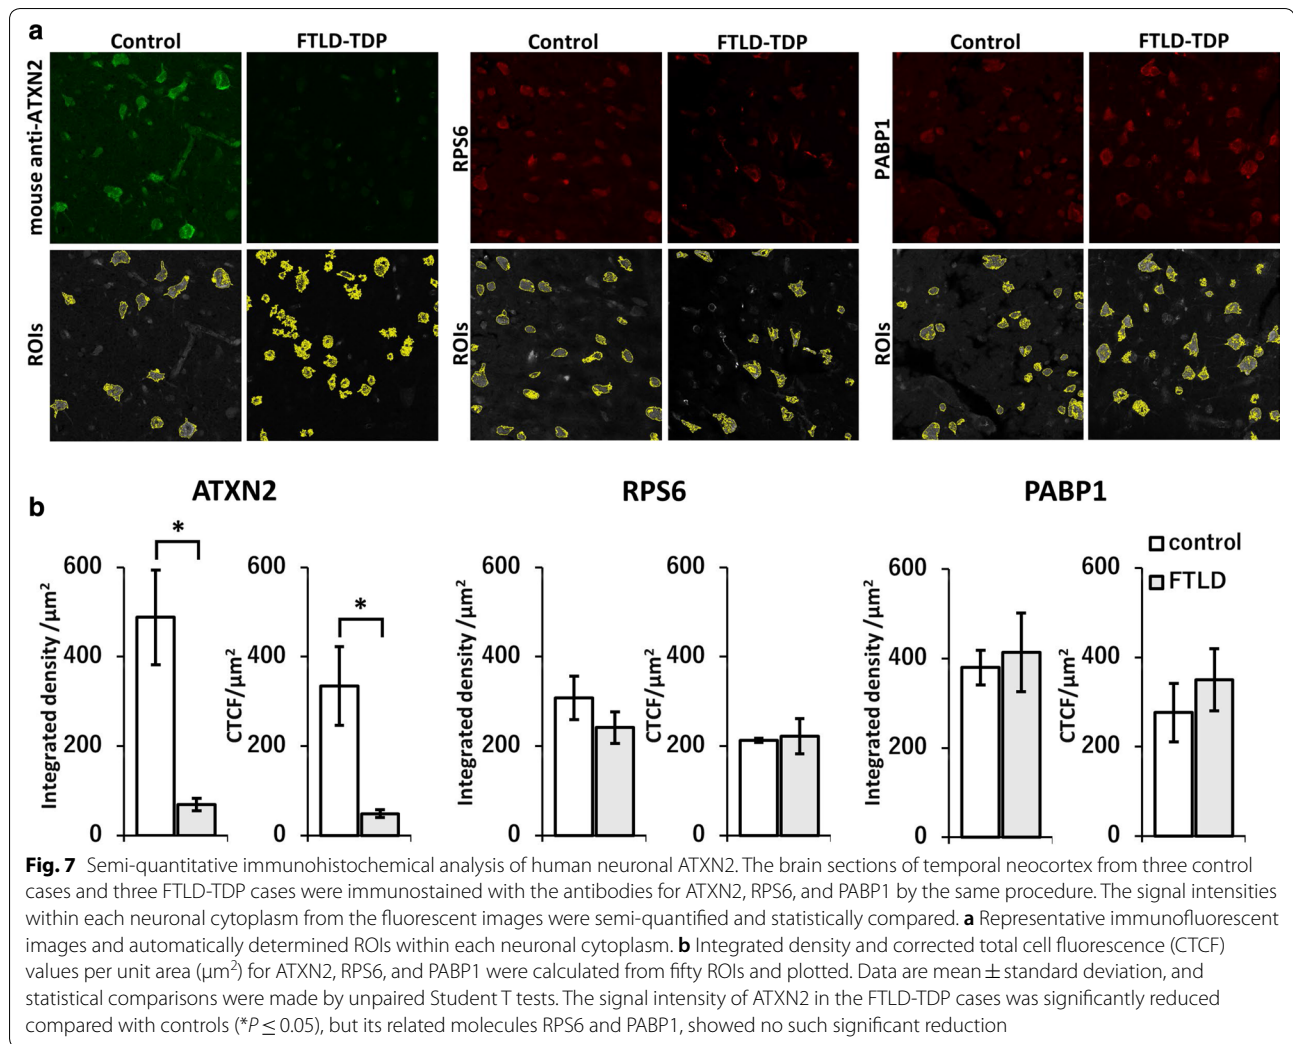 a
Control FTLD-TDP Control FTLD-TDP Control FTLD-TDP
mouse anti-ATXN2
RPS6
PABP1
ROIs
ROIs
ROIs
b
ATXN2 RPS6 PABP1
* *
control
FTLD
Integrated density /μm²
600
400
200
0
CTCF/μm²
600
400
200
0
Integrated density /μm²
600
400
200
0
CTCF/μm²
600
400
200
0
Integrated density /μm²
600
400
200
0
CTCF/μm²
600
400
200
0
Fig. 7 Semi-quantitative immunohistochemical analysis of human neuronal ATXN2. The brain sections of temporal neocortex from three control
cases and three FTLD-TDP cases were immunostained with the antibodies for ATXN2, RPS6, and PABP1 by the same procedure. The signal intensities
within each neuronal cytoplasm from the fluorescent images were semi-quantified and statistically compared. a Representative immunofluorescent
images and automatically determined ROIs within each neuronal cytoplasm. b Integrated density and corrected total cell fluorescence (CTCF)
values per unit area (μm²) for ATXN2, RPS6, and PABP1 were calculated from fifty ROIs and plotted. Data are mean ± standard deviation, and
statistical comparisons were made by unpaired Student T tests. The signal intensity of ATXN2 in the FTLD-TDP cases was significantly reduced
compared with controls (*P ≤ 0.05), but its related molecules RPS6 and PABP1, showed no such significant reduction